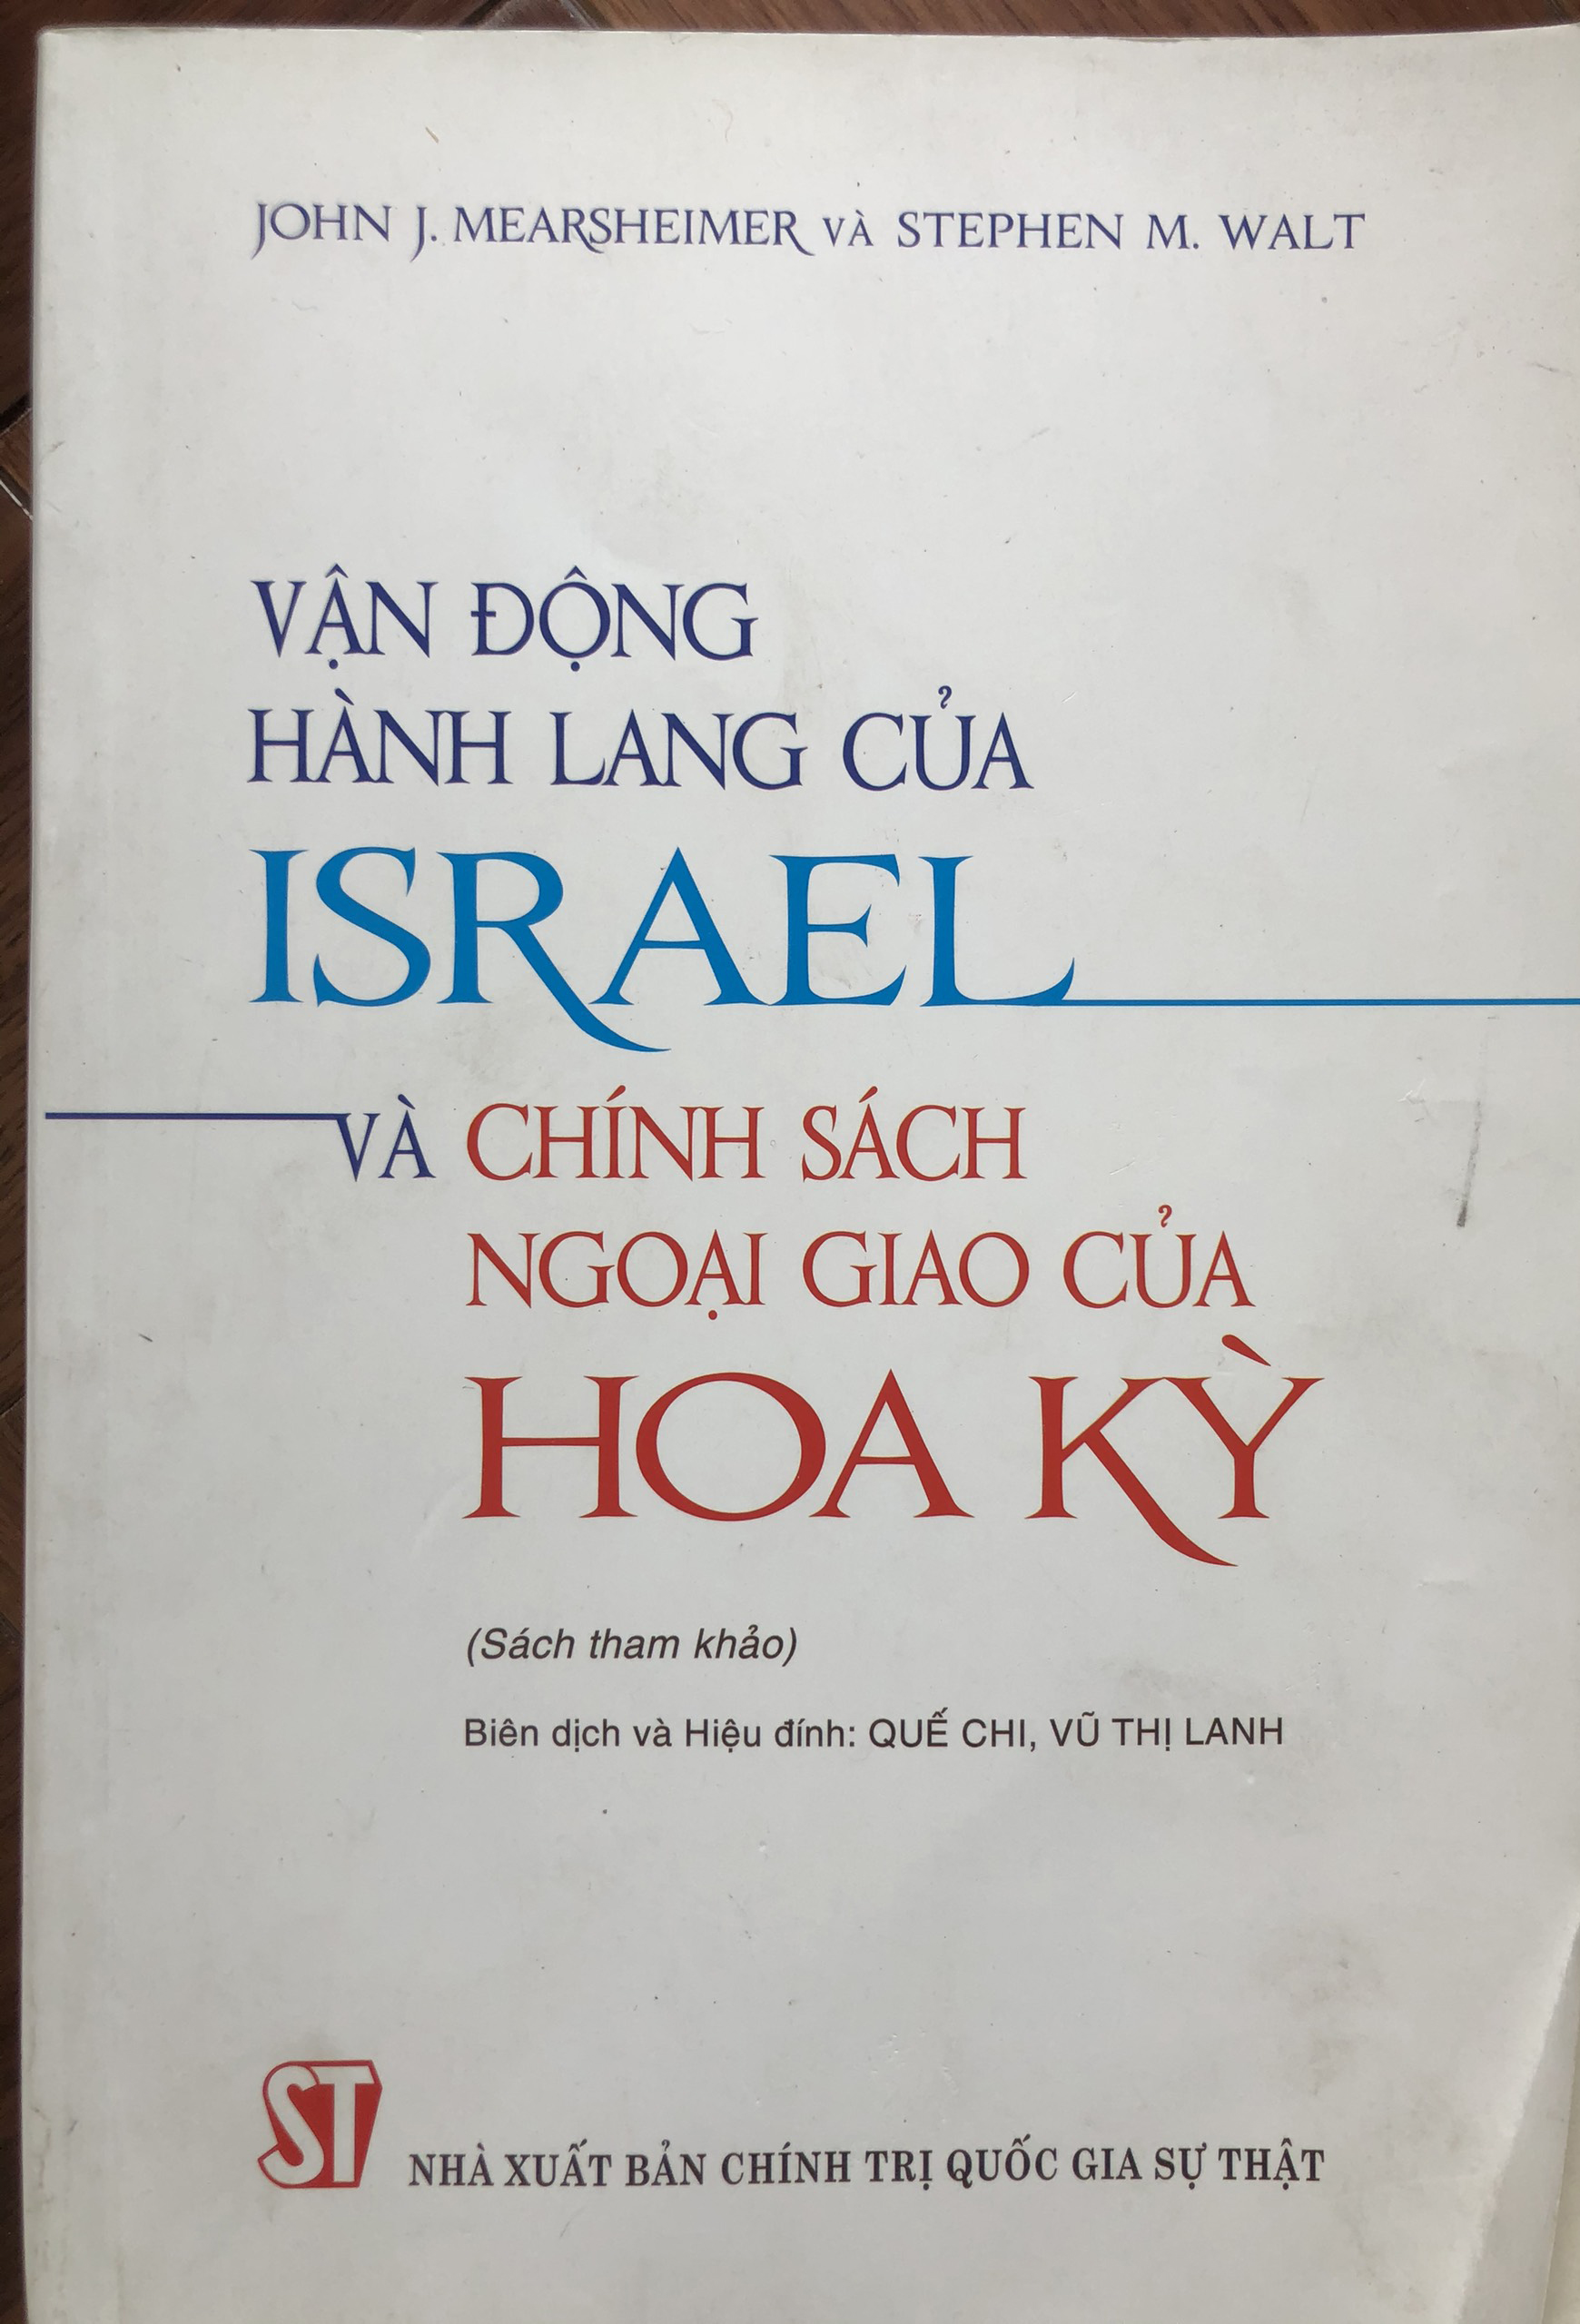 JOHN J. MEARSHEIMER VÀ STEPHEN M. WALT
VẬN ĐỘNG
HÀNH LANG CỦA
ISRAEL
VÀ CHÍNH SÁCH
NGOẠI GIAO CỦA
HOA KỲ
(Sách tham khảo)
Biên dịch và Hiệu đính: QUẾ CHI, VŨ THỊ LANH
ST
NHÀ XUẤT BẢN CHÍNH TRỊ QUỐC GIA SỰ THẬT